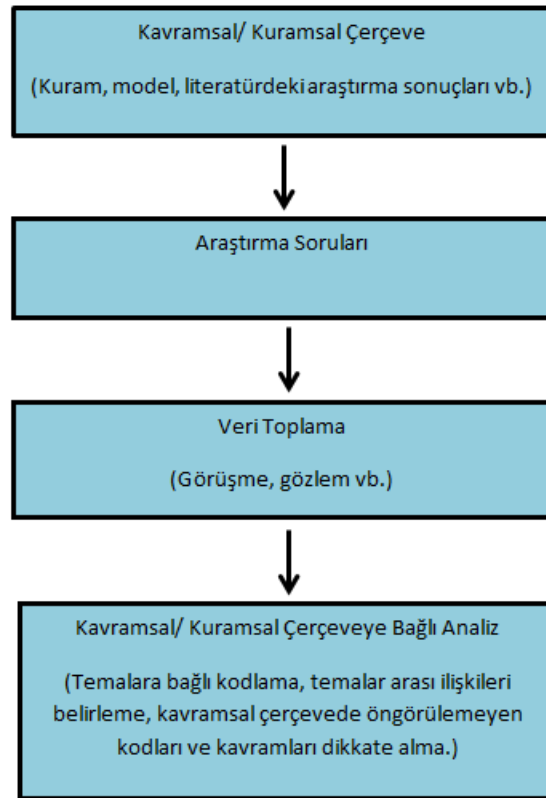 Kavramsal/ Kuramsal Çerçeve
(Kuram, model, literatürdeki araştırma sonuçları vb.)
Araştırma Soruları
Veri Toplama
(Görüşme, gözlem vb.)
Kavramsal/ Kuramsal Çerçeveye Bağlı Analiz
(Temalara bağlı kodlama, temalar arası ilişkileri
belirleme, kavramsal çerçevede öngörülemeyen
kodları ve kavramları dikkate alma.)